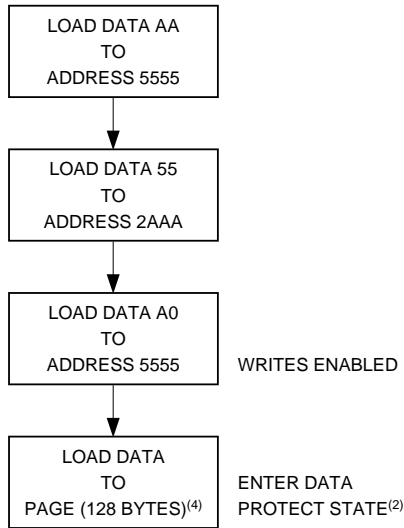 LOAD DATA AA
TO
ADDRESS 5555
LOAD DATA 55
TO
ADDRESS 2AAA
LOAD DATA A0
TO
ADDRESS 5555
WRITES ENABLED
LOAD DATA
TO
PAGE (128 BYTES)(4)
ENTER DATA
PROTECT STATE(2)